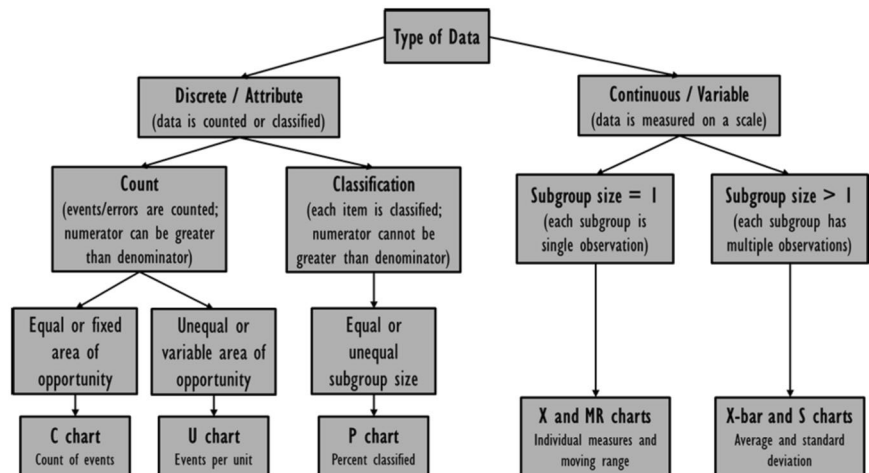 Type of Data
Discrete / Attribute
(data is counted or classified)
Continuous / Variable
(data is measured on a scale)
Count
(events/errors are counted;
numerator can be greater
than denominator)
Classification
(each item is classified;
numerator cannot be
greater than denominator)
Subgroup size = 1
(each subgroup is
single observation)
Subgroup size > 1
(each subgroup has
multiple observations)
Equal or fixed
area of
opportunity
Unequal or
variable area of
opportunity
Equal or
unequal
subgroup size
C chart
Count of events
U chart
Events per unit
P chart
Percent classified
X and MR charts
Individual measures and
moving range
X-bar and S charts
Average and standard
deviation